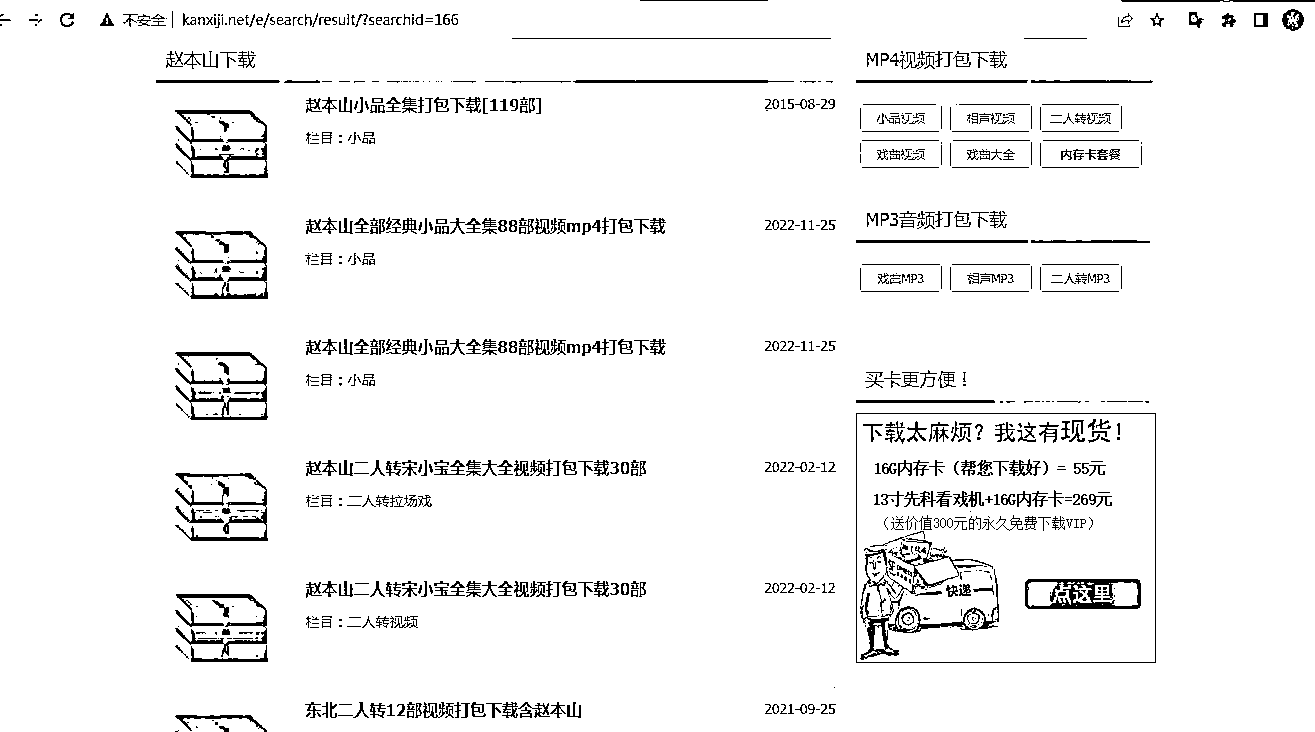 不安全 kanxiji.net/e/search/result/?searchid=166
赵本山下载
赵本山小品全集打包下载[119部] 2015-08-29
栏目：小品
赵本山全部经典小品大全集88部视频mp4打包下载 2022-11-25
栏目：小品
赵本山全部经典小品大全集88部视频mp4打包下载 2022-11-25
栏目：小品
赵本山二人转宋小宝全集大全视频打包下载30部 2022-02-12
栏目：二人转拉场戏
赵本山二人转宋小宝全集大全视频打包下载30部 2022-02-12
栏目：二人转视频
东北二人转12部视频打包下载含赵本山 2021-09-25
MP4视频打包下载
小品视频 相声视频 二人转视频
戏曲视频 戏曲大全 内存卡套餐
MP3音频打包下载
戏曲MP3 相声MP3 二人转MP3
买卡更方便！
下载太麻烦？我这有现货！
16G内存卡（帮您下载好）= 55元
13寸先科看戏机+16G内存卡=269元
（送价值300元的永久免费下载VIP）
快递
点这里